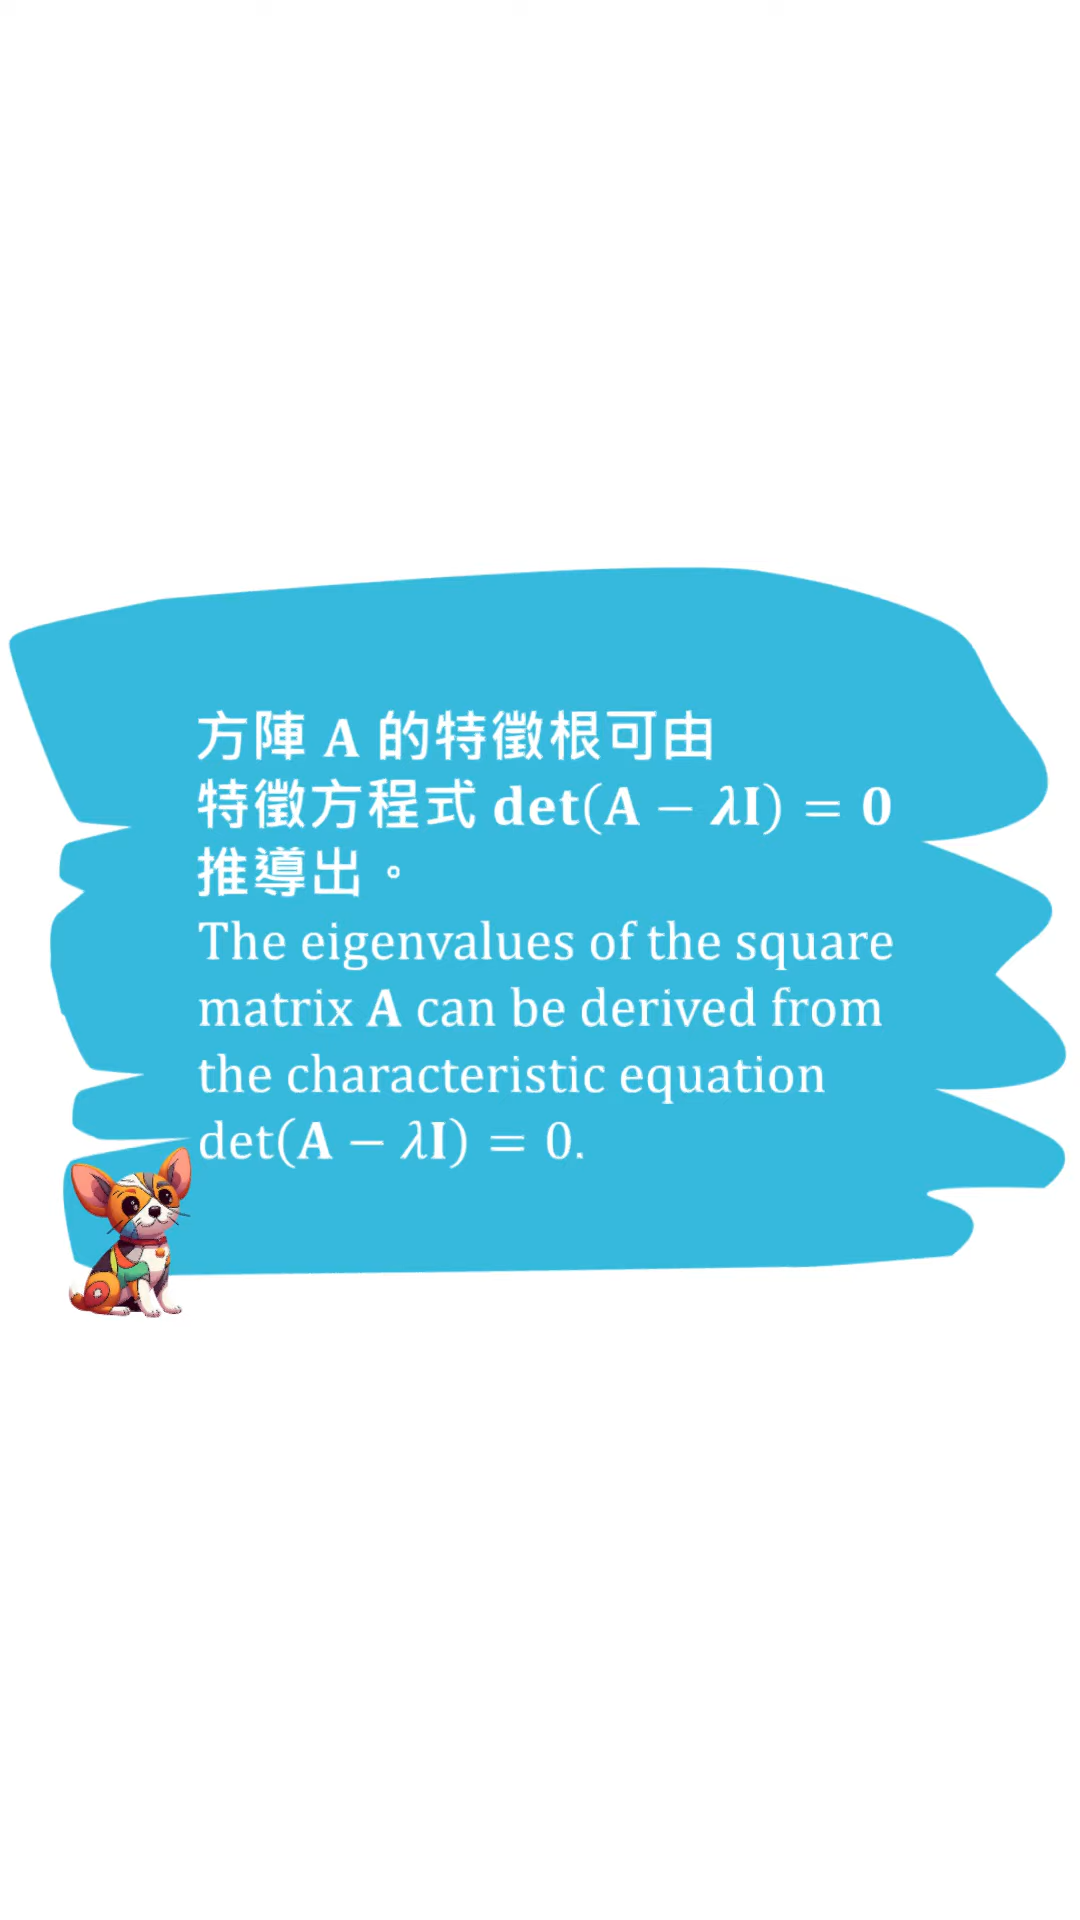 方陣 A 的特徵根可由
特徵方程式 det(A − λI) = 0
推導出。
The eigenvalues of the square
matrix A can be derived from
the characteristic equation
det(A − λI) = 0.